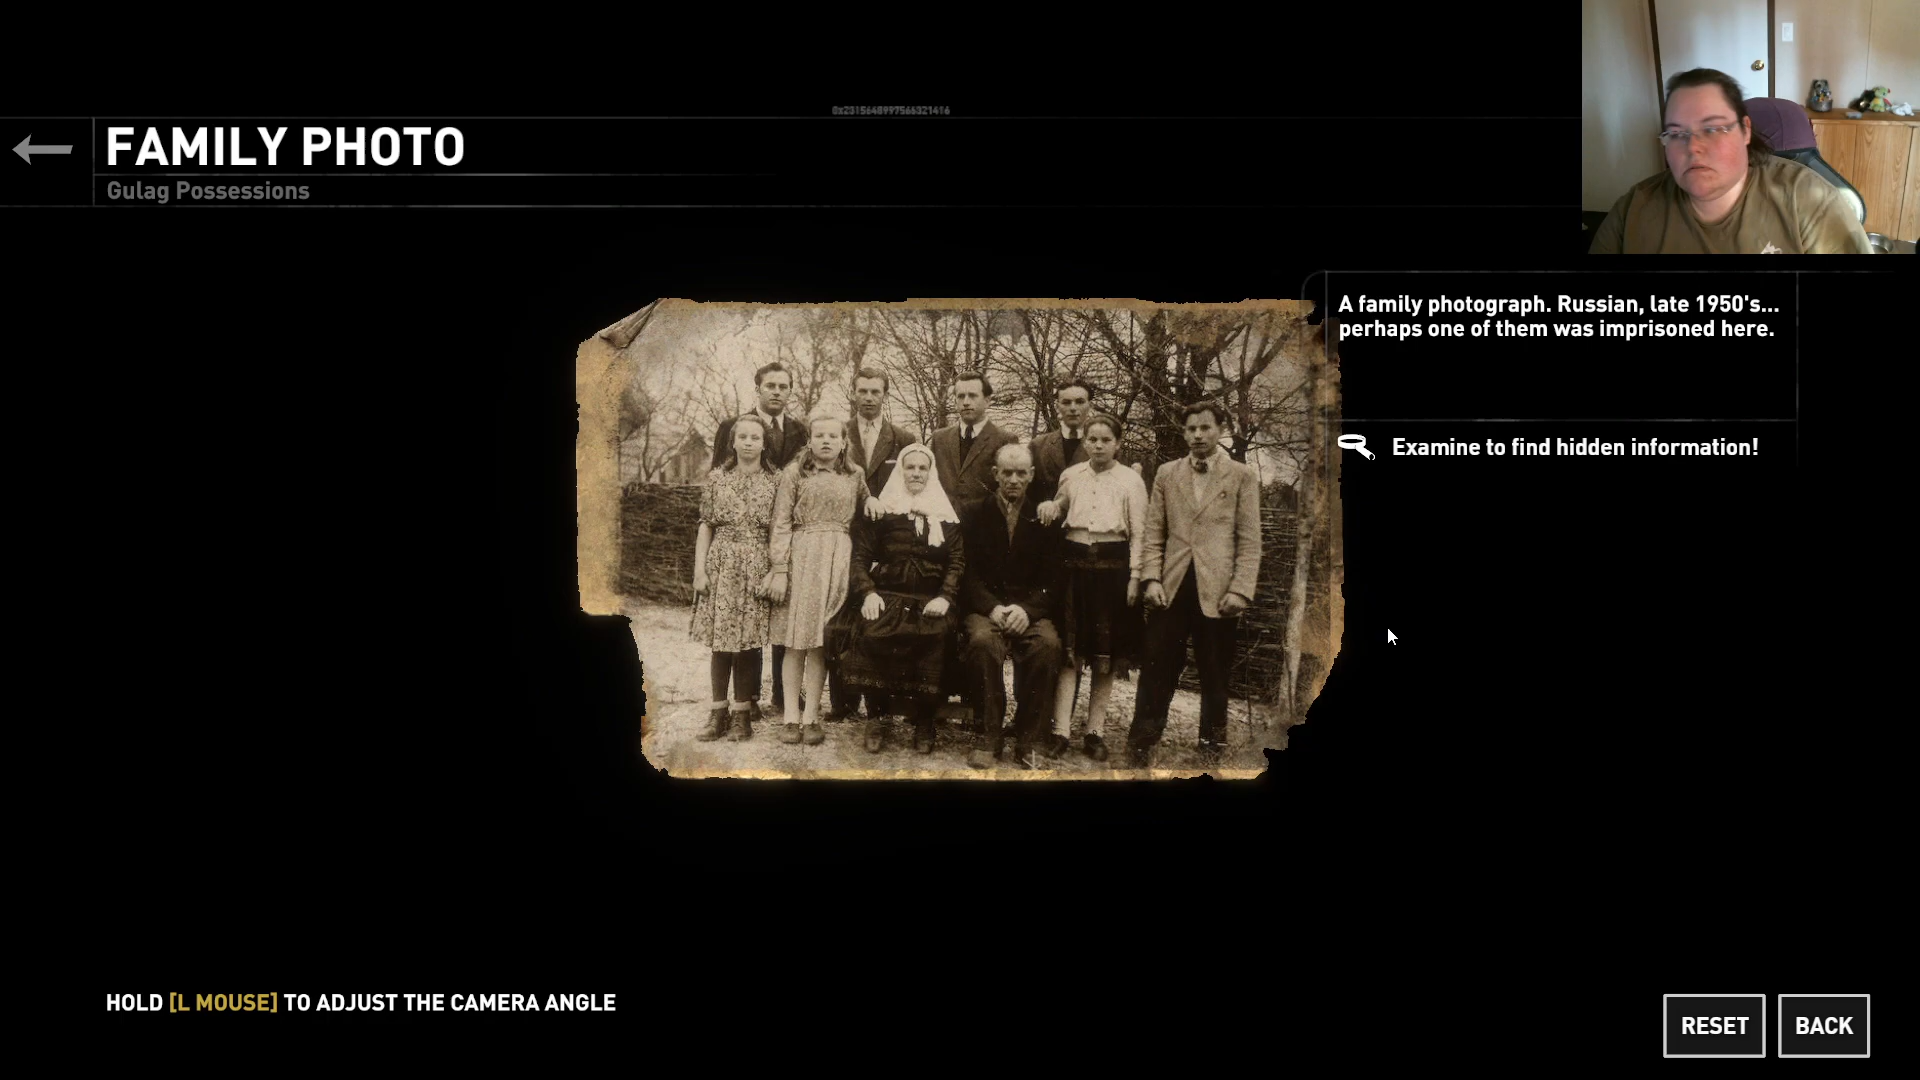 0x2315648997566321416
FAMILY PHOTO
Gulag Possessions
A family photograph. Russian, late 1950's...
perhaps one of them was imprisoned here.
Examine to find hidden information!
HOLD [L MOUSE] TO ADJUST THE CAMERA ANGLE
RESET
BACK